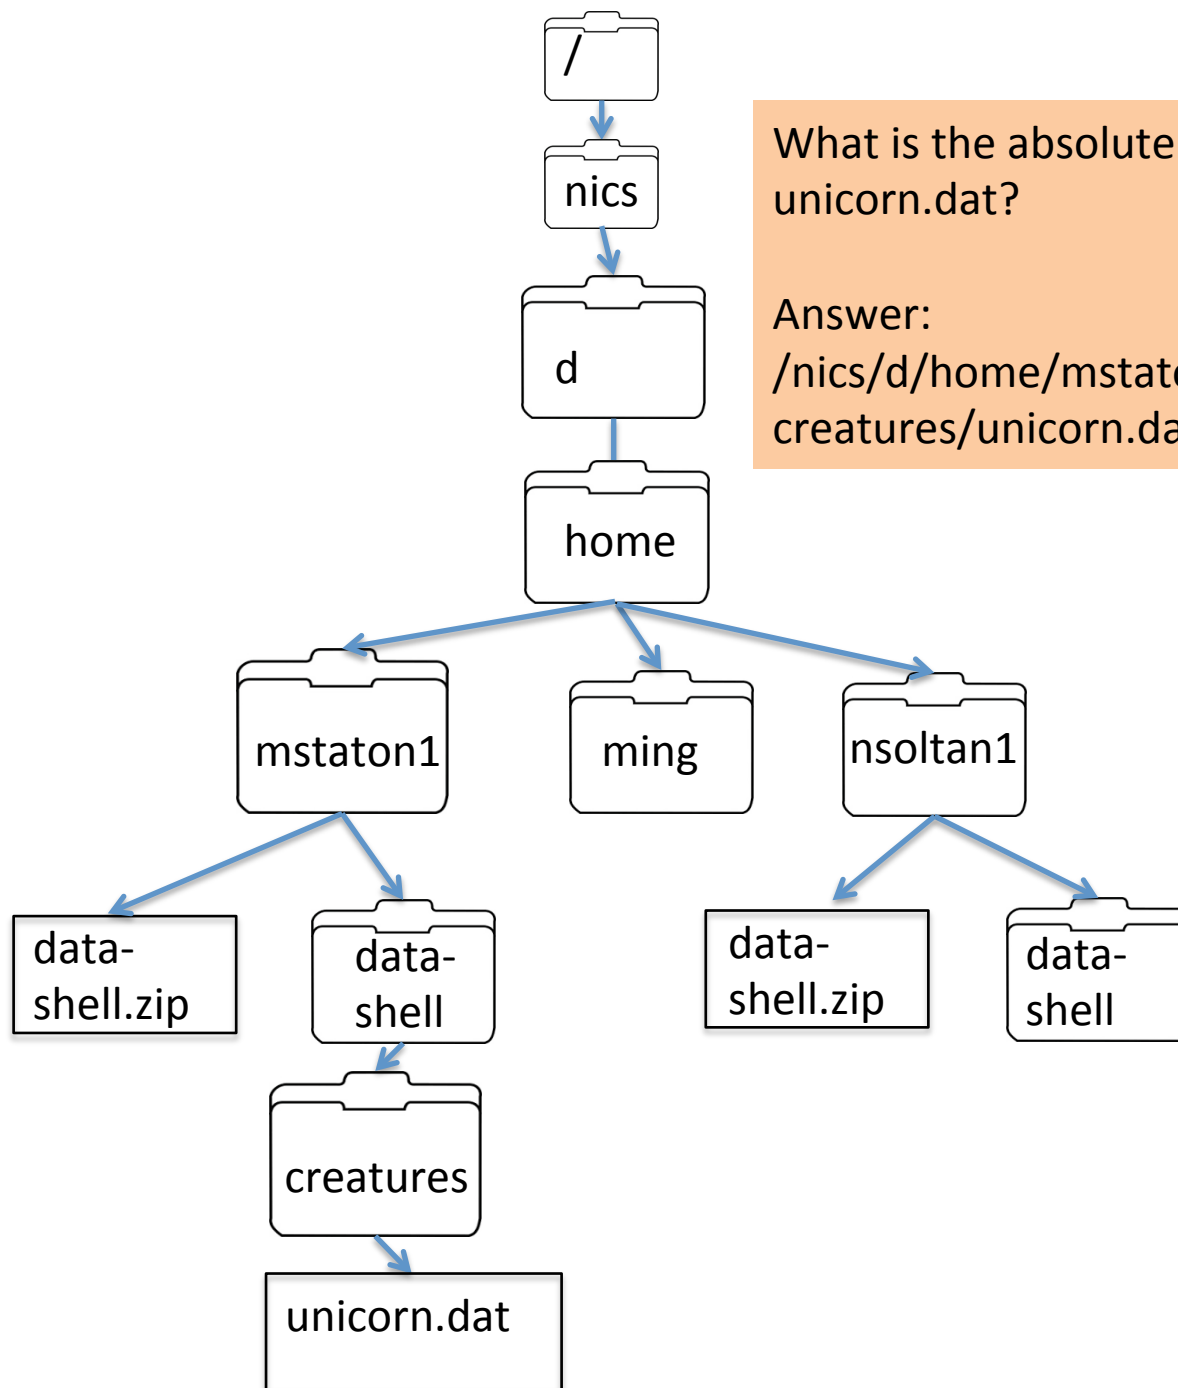 /
nics
What is the absolute
unicorn.dat?
Answer:
d
/nics/d/home/mstato
creatures/unicorn.da
home
mstaton1
ming
nsoltan1
data-
shell.zip
data-
shell
data-
shell.zip
data-
shell
creatures
unicorn.dat